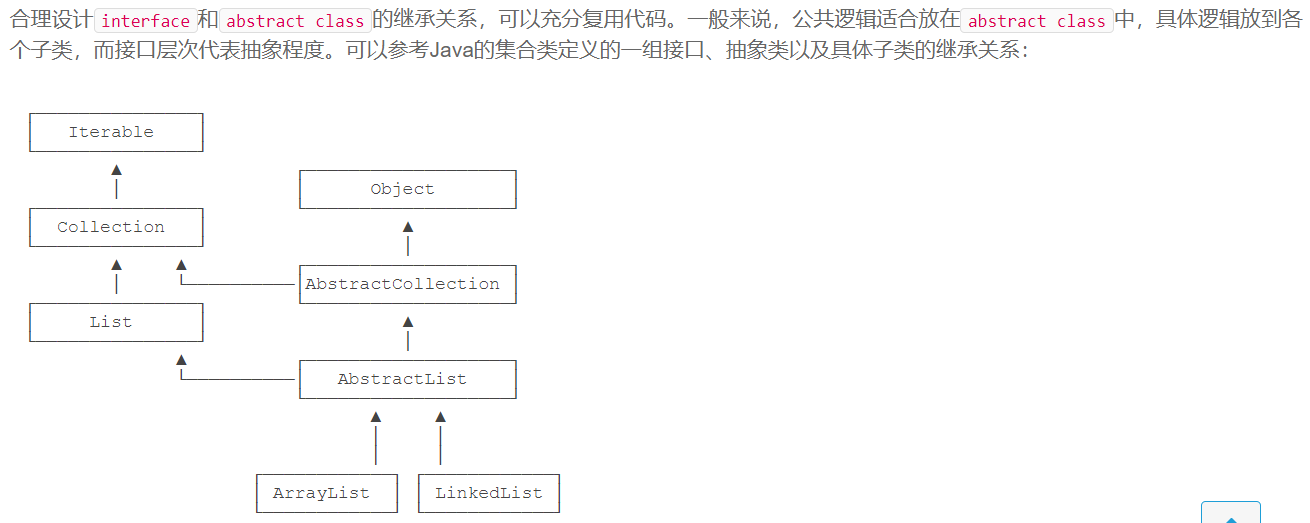 合理设计interface和abstract class的继承关系，可以充分复用代码。一般来说，公共逻辑适合放在abstract class中，具体逻辑放到各
个子类，而接口层次代表抽象程度。可以参考Java的集合类定义的一组接口、抽象类以及具体子类的继承关系：
Iterable
Object
Collection
AbstractCollection
List
AbstractList
ArrayList
LinkedList